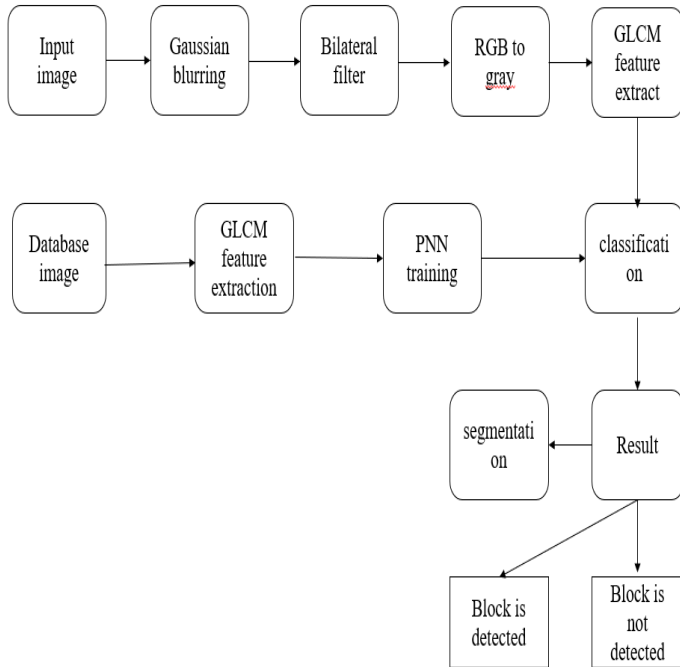 Input
image
Gaussian
blurring
Bilateral
filter
RGB to
gray
GLCM
feature
extract
Database
image
GLCM
feature
extraction
PNN
training
classificati
on
segmentati
on
Result
Block is
detected
Block is
not
detected